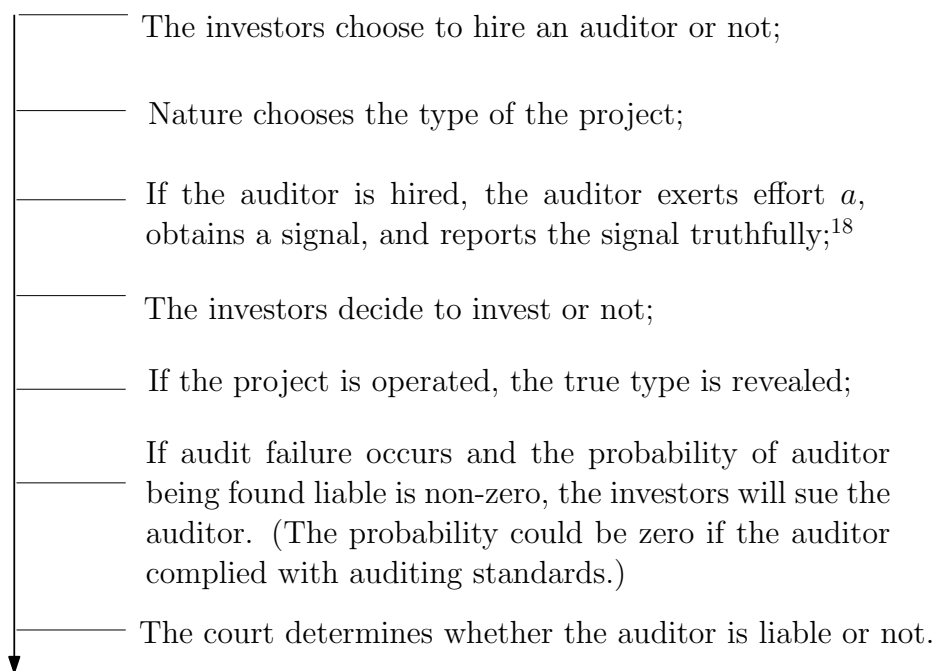 The investors choose to hire an auditor or not;
Nature chooses the type of the project;
If the auditor is hired, the auditor exerts effort a,
obtains a signal, and reports the signal truthfully;18
The investors decide to invest or not;
If the project is operated, the true type is revealed;
If audit failure occurs and the probability of auditor
being found liable is non-zero, the investors will sue the
auditor. (The probability could be zero if the auditor
complied with auditing standards.)
The court determines whether the auditor is liable or not.